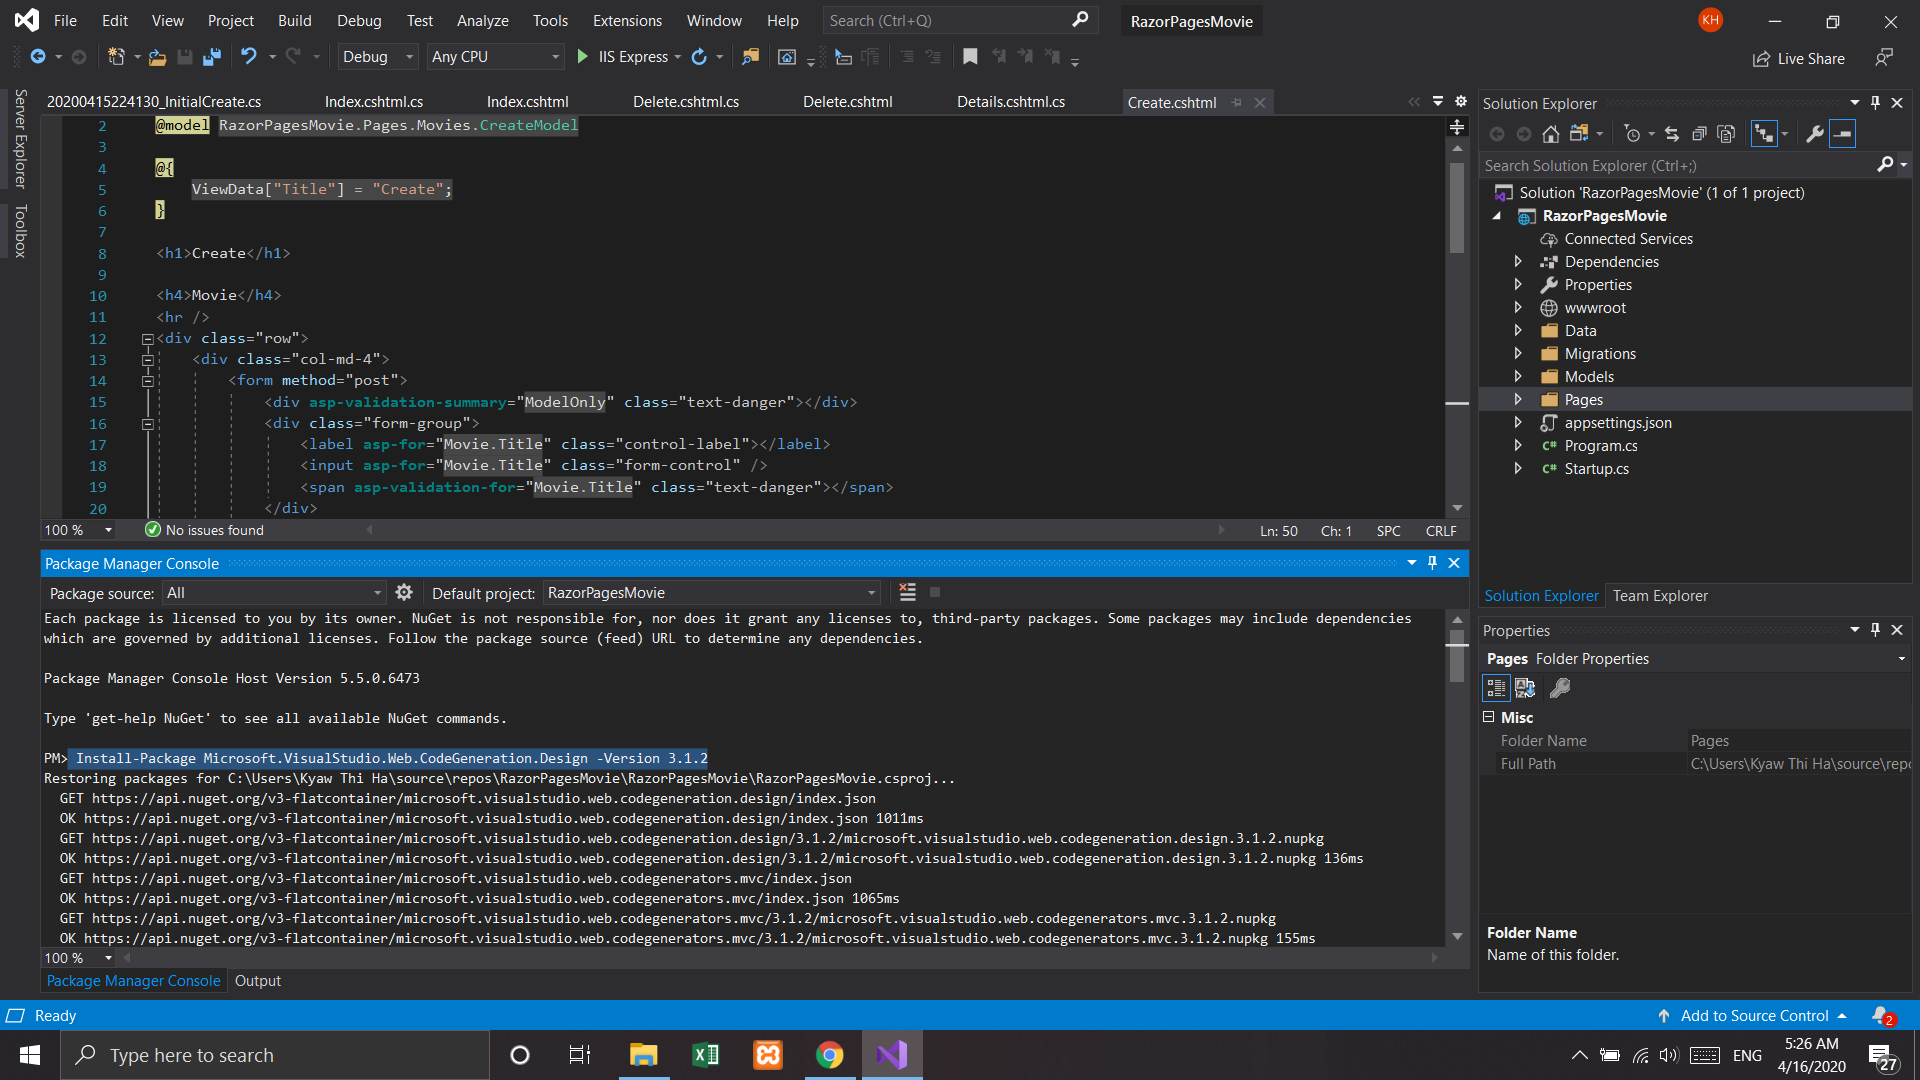 File Edit View Project Build Debug Test Analyze Tools Extensions Window Help Search (Ctrl+Q) RazorPagesMovie KH
Debug Any CPU IIS Express Live Share
Server Explorer
Toolbox
20200415224130_InitialCreate.cs Index.cshtml.cs Index.cshtml Delete.cshtml.cs Delete.cshtml Details.cshtml.cs Create.cshtml
2 @model RazorPagesMovie.Pages.Movies.CreateModel
3
4 @{
5 ViewData["Title"] = "Create";
6 }
7
8 <h1>Create</h1>
9
10 <h4>Movie</h4>
11 <hr />
12 <div class="row">
13 <div class="col-md-4">
14 <form method="post">
15 <div asp-validation-summary="ModelOnly" class="text-danger"></div>
16 <div class="form-group">
17 <label asp-for="Movie.Title" class="control-label"></label>
18 <input asp-for="Movie.Title" class="form-control" />
19 <span asp-validation-for="Movie.Title" class="text-danger"></span>
20 </div>
100 % No issues found Ln: 50 Ch: 1 SPC CRLF
Package Manager Console
Package source: All Default project: RazorPagesMovie
Each package is licensed to you by its owner. NuGet is not responsible for, nor does it grant any licenses to, third-party packages. Some packages may include dependencies
which are governed by additional licenses. Follow the package source (feed) URL to determine any dependencies.
Package Manager Console Host Version 5.5.0.6473
Type 'get-help NuGet' to see all available NuGet commands.
PM> Install-Package Microsoft.VisualStudio.Web.CodeGeneration.Design -Version 3.1.2
Restoring packages for C:\Users\Kyaw Thi Ha\source\repos\RazorPagesMovie\RazorPagesMovie\RazorPagesMovie.csproj...
GET https://api.nuget.org/v3-flatcontainer/microsoft.visualstudio.web.codegeneration.design/index.json
OK https://api.nuget.org/v3-flatcontainer/microsoft.visualstudio.web.codegeneration.design/index.json 1011ms
GET https://api.nuget.org/v3-flatcontainer/microsoft.visualstudio.web.codegeneration.design/3.1.2/microsoft.visualstudio.web.codegeneration.design.3.1.2.nupkg
OK https://api.nuget.org/v3-flatcontainer/microsoft.visualstudio.web.codegeneration.design/3.1.2/microsoft.visualstudio.web.codegeneration.design.3.1.2.nupkg 136ms
GET https://api.nuget.org/v3-flatcontainer/microsoft.visualstudio.web.codegenerators.mvc/index.json
OK https://api.nuget.org/v3-flatcontainer/microsoft.visualstudio.web.codegenerators.mvc/index.json 1065ms
GET https://api.nuget.org/v3-flatcontainer/microsoft.visualstudio.web.codegenerators.mvc/3.1.2/microsoft.visualstudio.web.codegenerators.mvc.3.1.2.nupkg
OK https://api.nuget.org/v3-flatcontainer/microsoft.visualstudio.web.codegenerators.mvc/3.1.2/microsoft.visualstudio.web.codegenerators.mvc.3.1.2.nupkg 155ms
100 %
Package Manager Console Output
Solution Explorer
Search Solution Explorer (Ctrl+;)
Solution 'RazorPagesMovie' (1 of 1 project)
RazorPagesMovie
Connected Services
Dependencies
Properties
wwwroot
Data
Migrations
Models
Pages
appsettings.json
C# Program.cs
C# Startup.cs
Solution Explorer Team Explorer
Properties
Pages Folder Properties
Misc
Folder Name Pages
Full Path C:\Users\Kyaw Thi Ha\source\repo
Folder Name
Name of this folder.
Ready Add to Source Control 2
Type here to search ENG 5:26 AM
4/16/2020 27